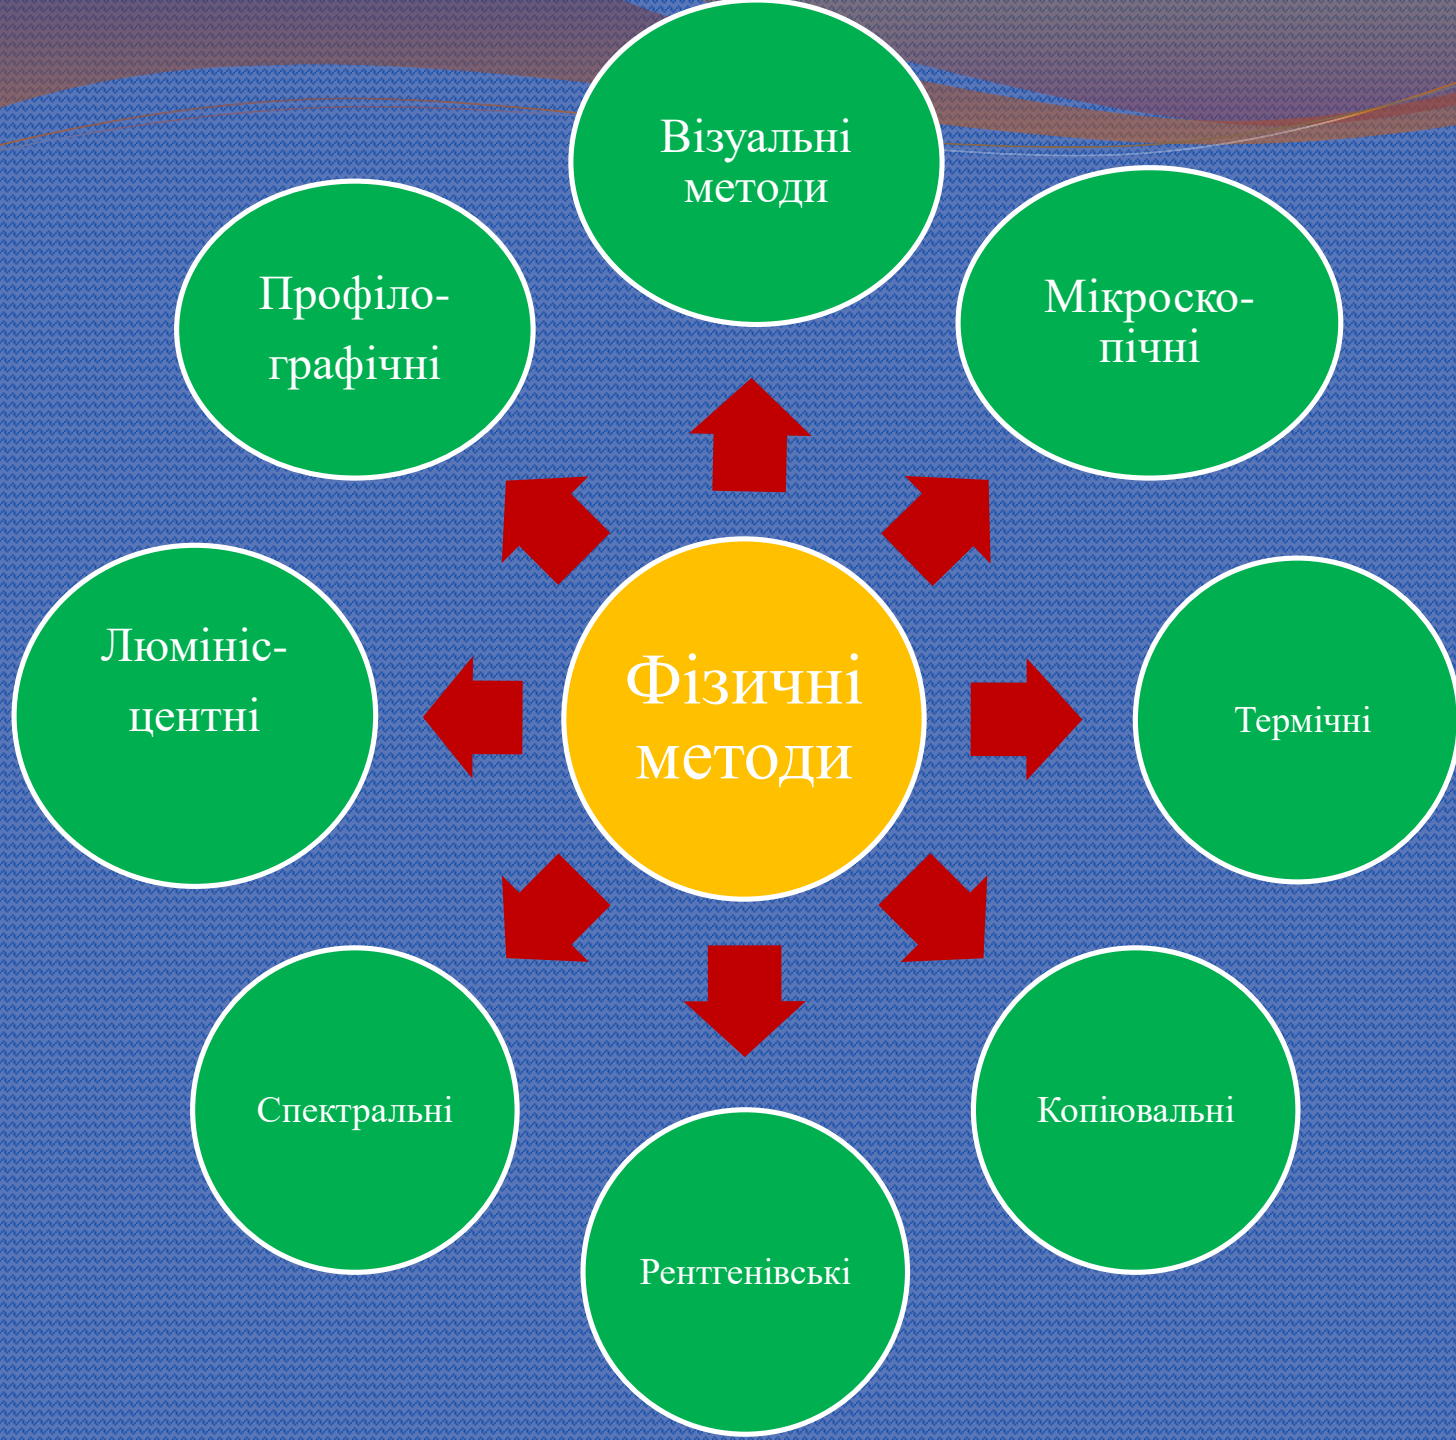 Візуальні
методи
Профіло-
графічні
Мікроско-
пічні
Люмініс-
центні
Фізичні
методи
Термічні
Спектральні
Копіювальні
Рентгенівські